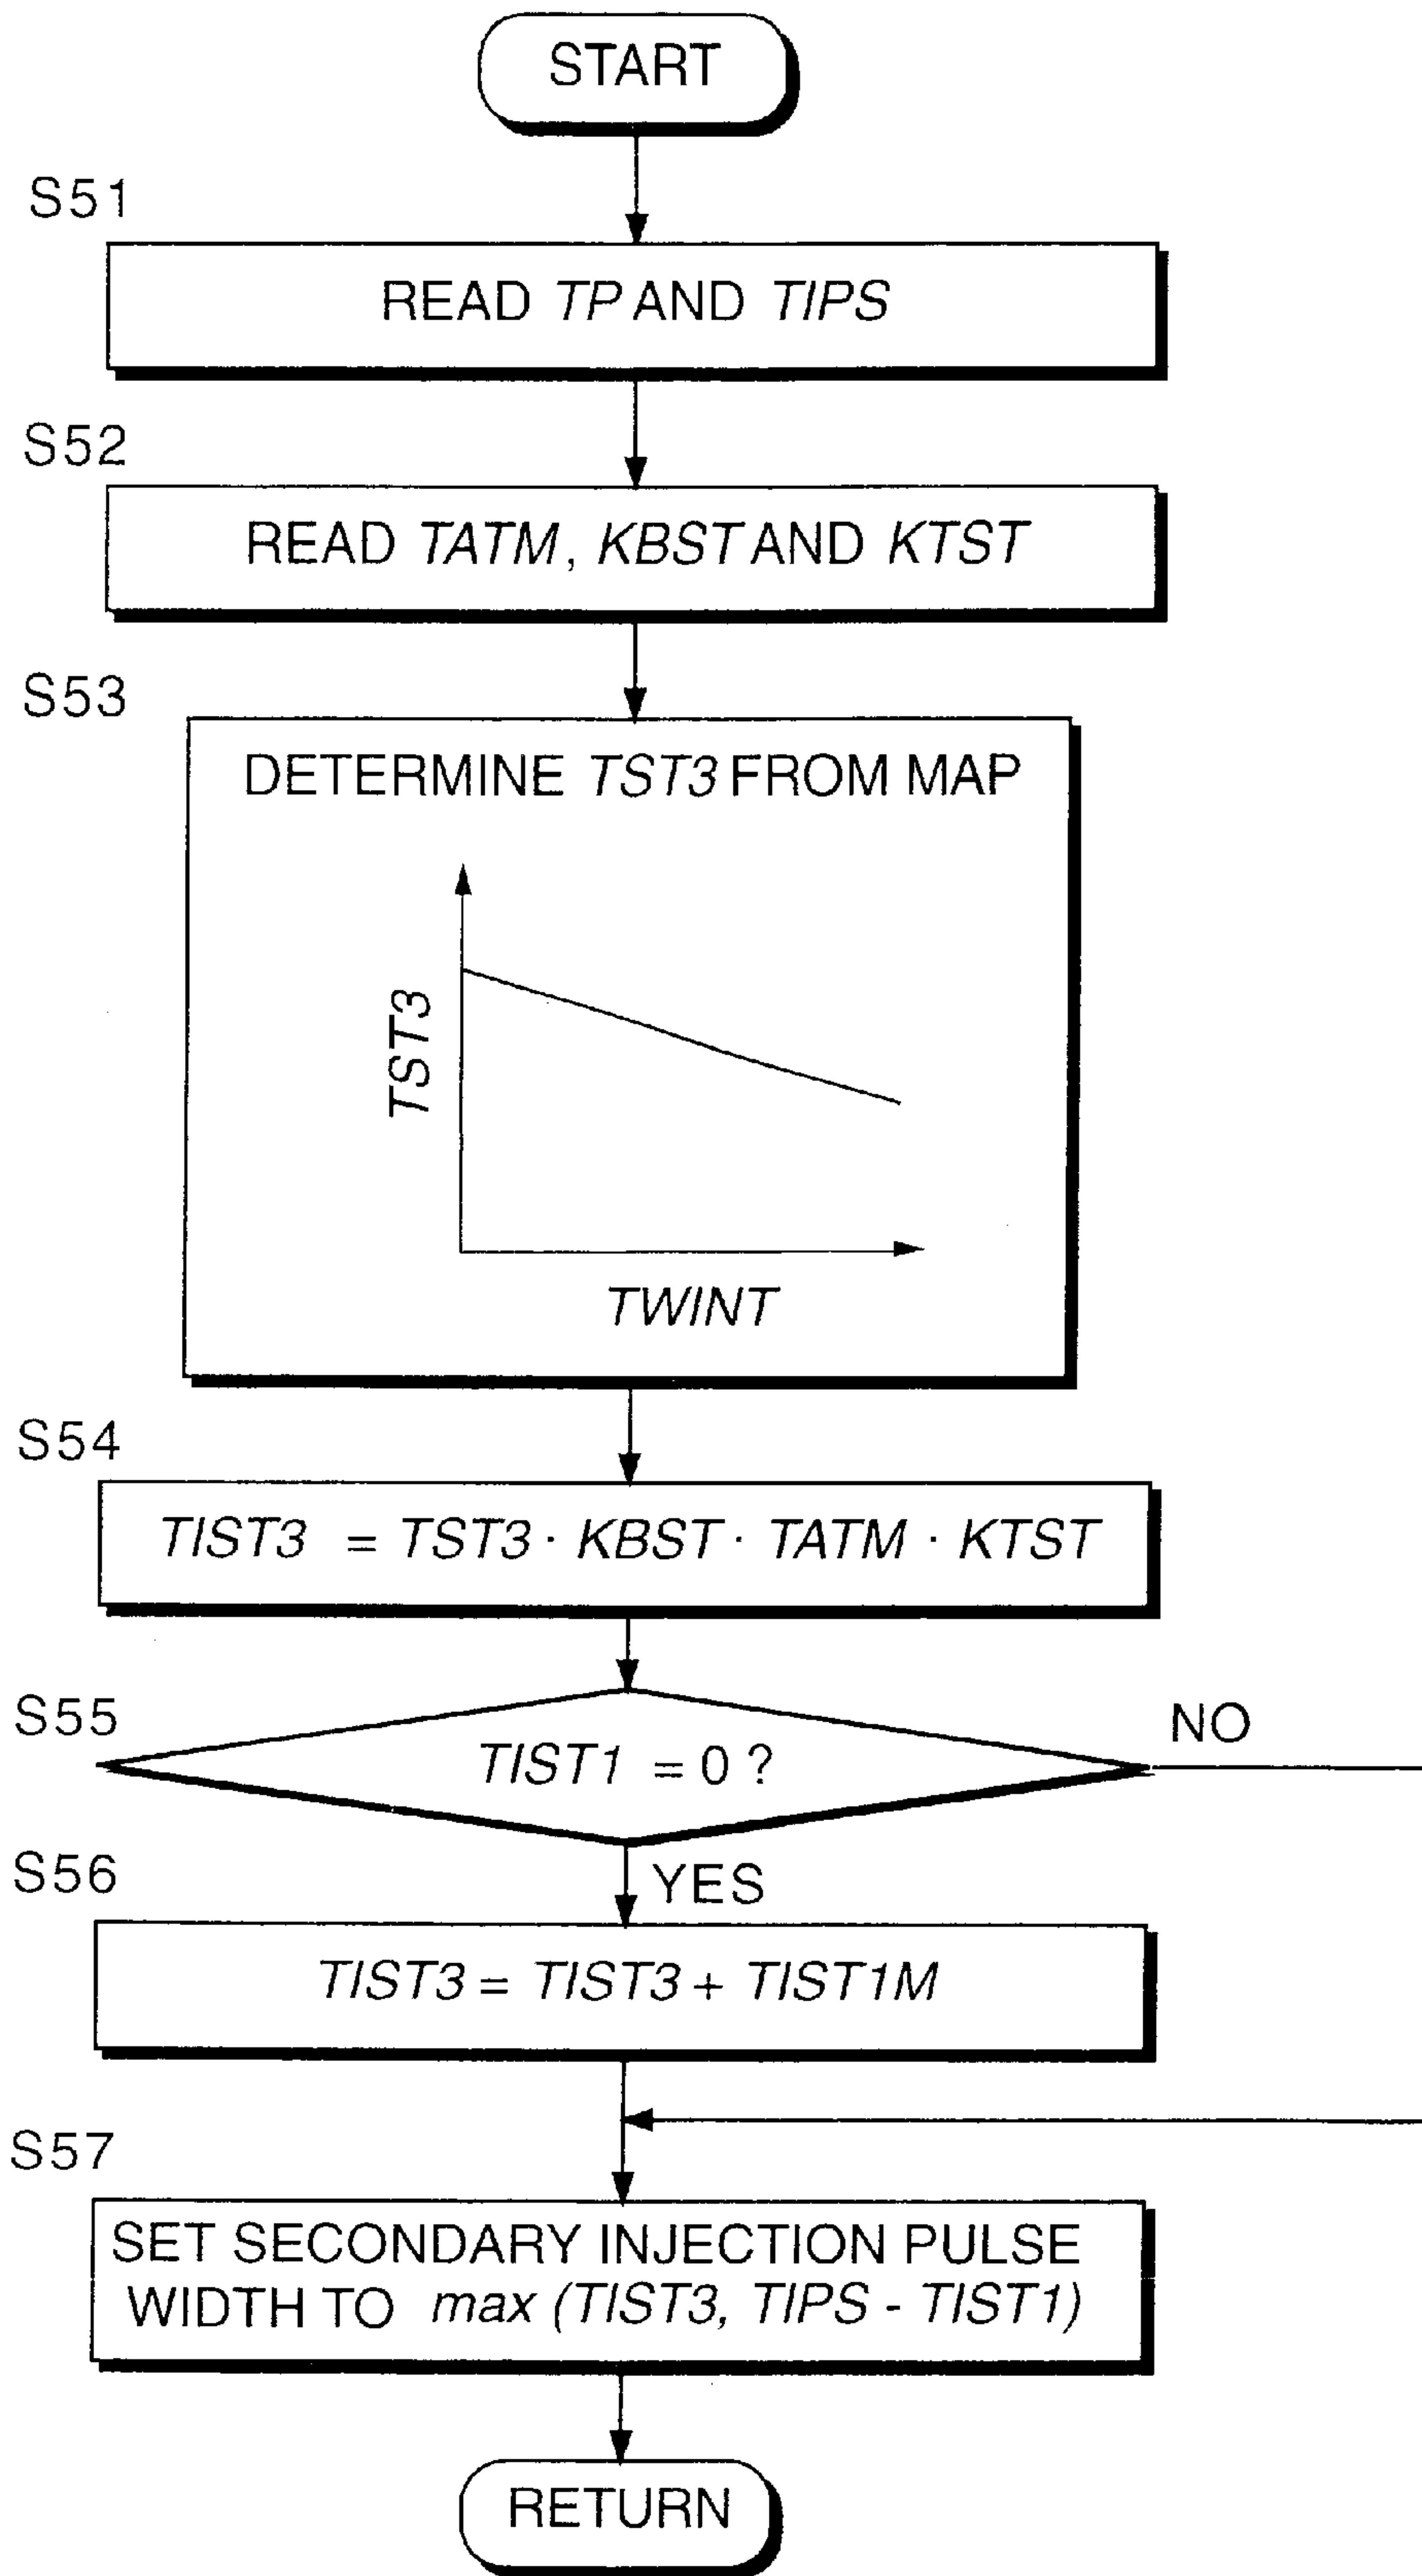 START
S51
READ TP AND TIPS
S52
READ TATM, KBST AND KTST
S53
DETERMINE TST3 FROM MAP
TST3
TWINT
S54
TIST3 = TST3 · KBST · TATM · KTST
S55
TIST1 = 0 ?
NO
YES
S56
TIST3 = TIST3 + TIST1M
S57
SET SECONDARY INJECTION PULSE
WIDTH TO max (TIST3, TIPS - TIST1)
RETURN